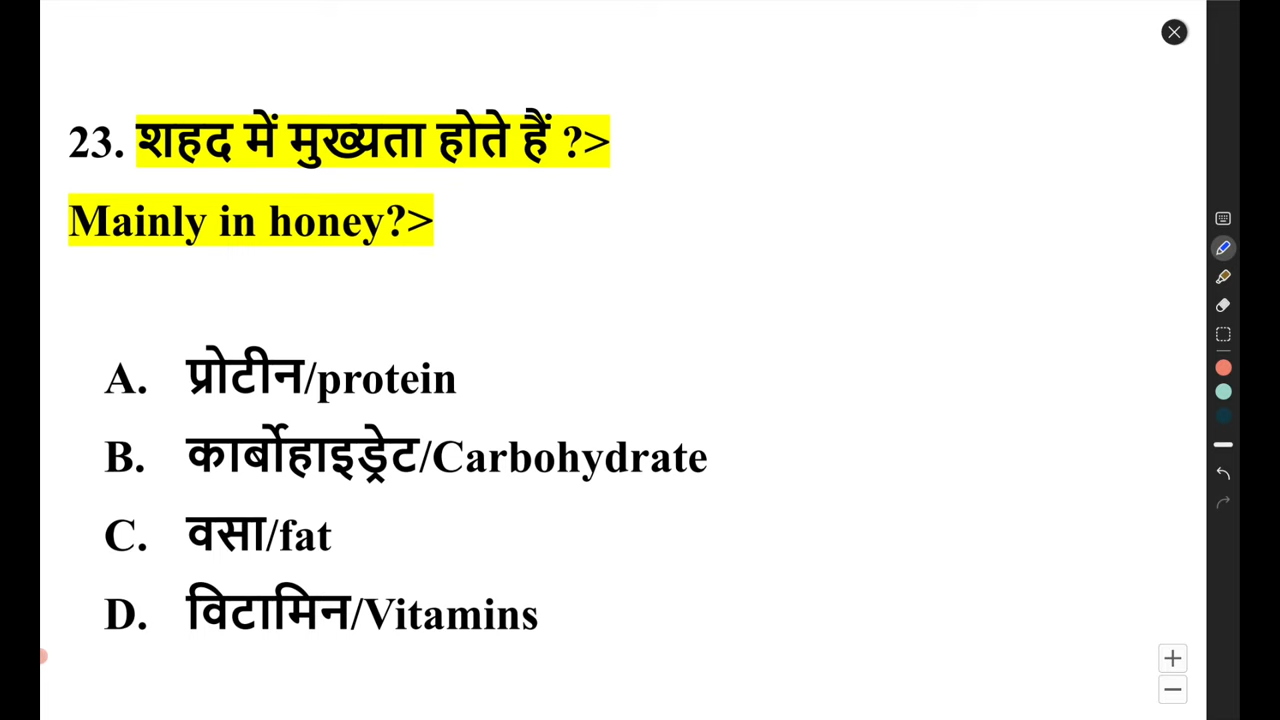 23. शहद में मुख्यता होते हैं ?>
Mainly in honey?>
A. प्रोटीन/protein
B. कार्बोहाइड्रेट/Carbohydrate
C. वसा/fat
D. विटामिन/Vitamins